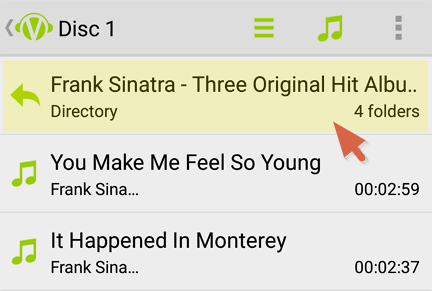 Disc 1
Frank Sinatra - Three Original Hit Albu..
Directory 4 folders
You Make Me Feel So Young
Frank Sina... 00:02:59
It Happened In Monterey
Frank Sina... 00:02:37